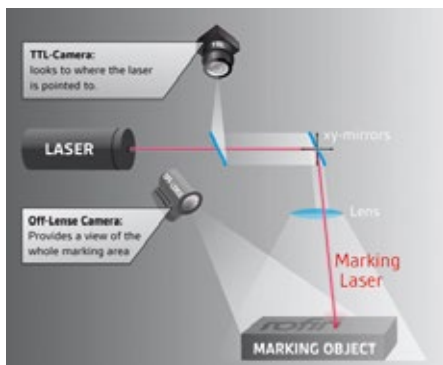 TTL
TTL-Camera:
looks to where the laser
is pointed to.
xy-mirrors
LASER
Off-Lense Camera:
Provides a view of the
whole marking area
Lens
Marking
Laser
rofin
MARKING OBJECT